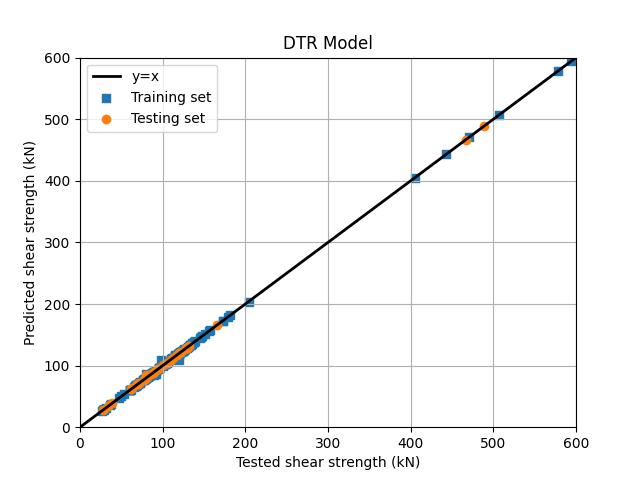 DTR Model
y=x
Training set
Testing set
Predicted shear strength (kN)
600
500
400
300
200
100
0
0 100 200 300 400 500 600
Tested shear strength (kN)